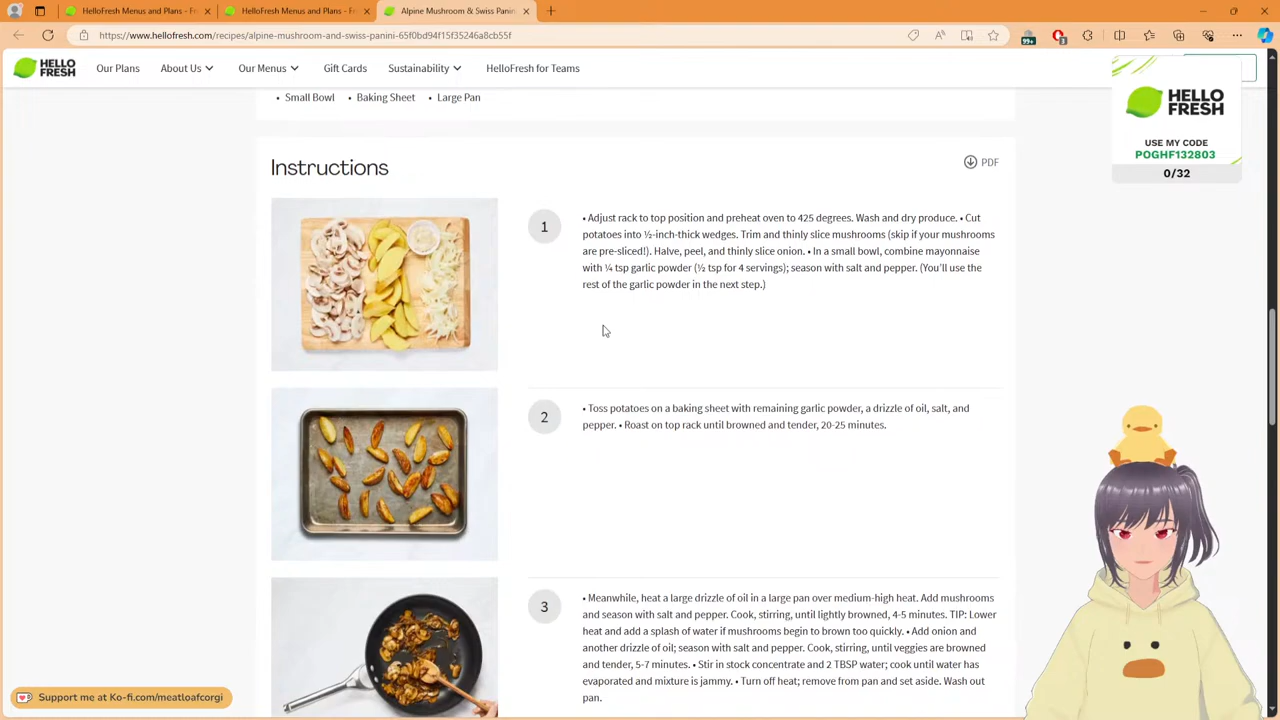 HelloFresh Menus and Plans - Fr
HelloFresh Menus and Plans - Fr
Alpine Mushroom & Swiss Panini
https://www.hellofresh.com/recipes/alpine-mushroom-and-swiss-panini-65f0bd94f15f35246a8cb55f
99+
3
HELLO
FRESH
Our Plans
About Us
Our Menus
Gift Cards
Sustainability
HelloFresh for Teams
HELLO
FRESH
USE MY CODE
POGHF132803
0/32
• Small Bowl • Baking Sheet • Large Pan
Instructions
PDF
1
• Adjust rack to top position and preheat oven to 425 degrees. Wash and dry produce. • Cut
potatoes into ½-inch-thick wedges. Trim and thinly slice mushrooms (skip if your mushrooms
are pre-sliced!). Halve, peel, and thinly slice onion. • In a small bowl, combine mayonnaise
with ¼ tsp garlic powder (½ tsp for 4 servings); season with salt and pepper. (You’ll use the
rest of the garlic powder in the next step.)
2
• Toss potatoes on a baking sheet with remaining garlic powder, a drizzle of oil, salt, and
pepper. • Roast on top rack until browned and tender, 20-25 minutes.
3
• Meanwhile, heat a large drizzle of oil in a large pan over medium-high heat. Add mushrooms
and season with salt and pepper. Cook, stirring, until lightly browned, 4-5 minutes. TIP: Lower
heat and add a splash of water if mushrooms begin to brown too quickly. • Add onion and
another drizzle of oil; season with salt and pepper. Cook, stirring, until veggies are browned
and tender, 5-7 minutes. • Stir in stock concentrate and 2 TBSP water; cook until water has
evaporated and mixture is jammy. • Turn off heat; remove from pan and set aside. Wash out
pan.
Support me at Ko-fi.com/meatloafcorgi